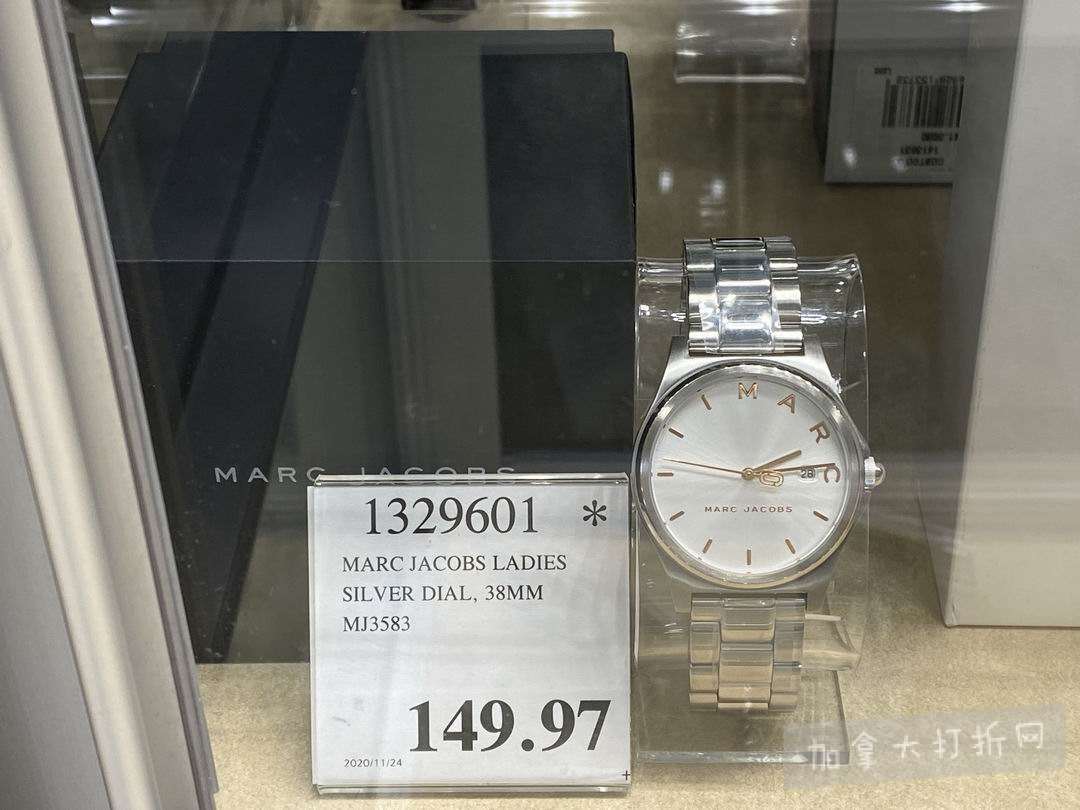 MARC JACOBS
1329601 *
MARC JACOBS LADIES
SILVER DIAL, 38MM
MJ3583
149.97
2020/11/24
+
MARC
28
MARC JACOBS
加拿大打折网